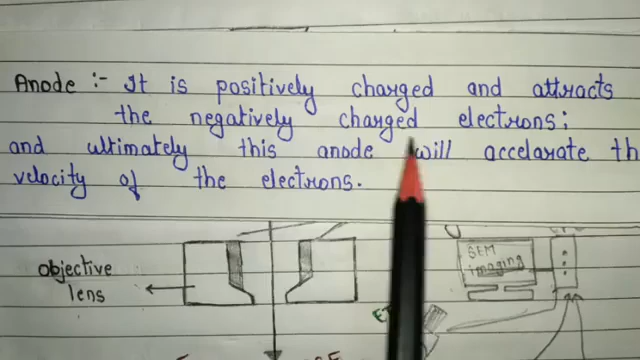 Anode :- It is positively charged and attracts
the negatively charged electrons;
and ultimately this anode will accelarate th
velocity of the electrons.
objective
lens
SEM
imaging